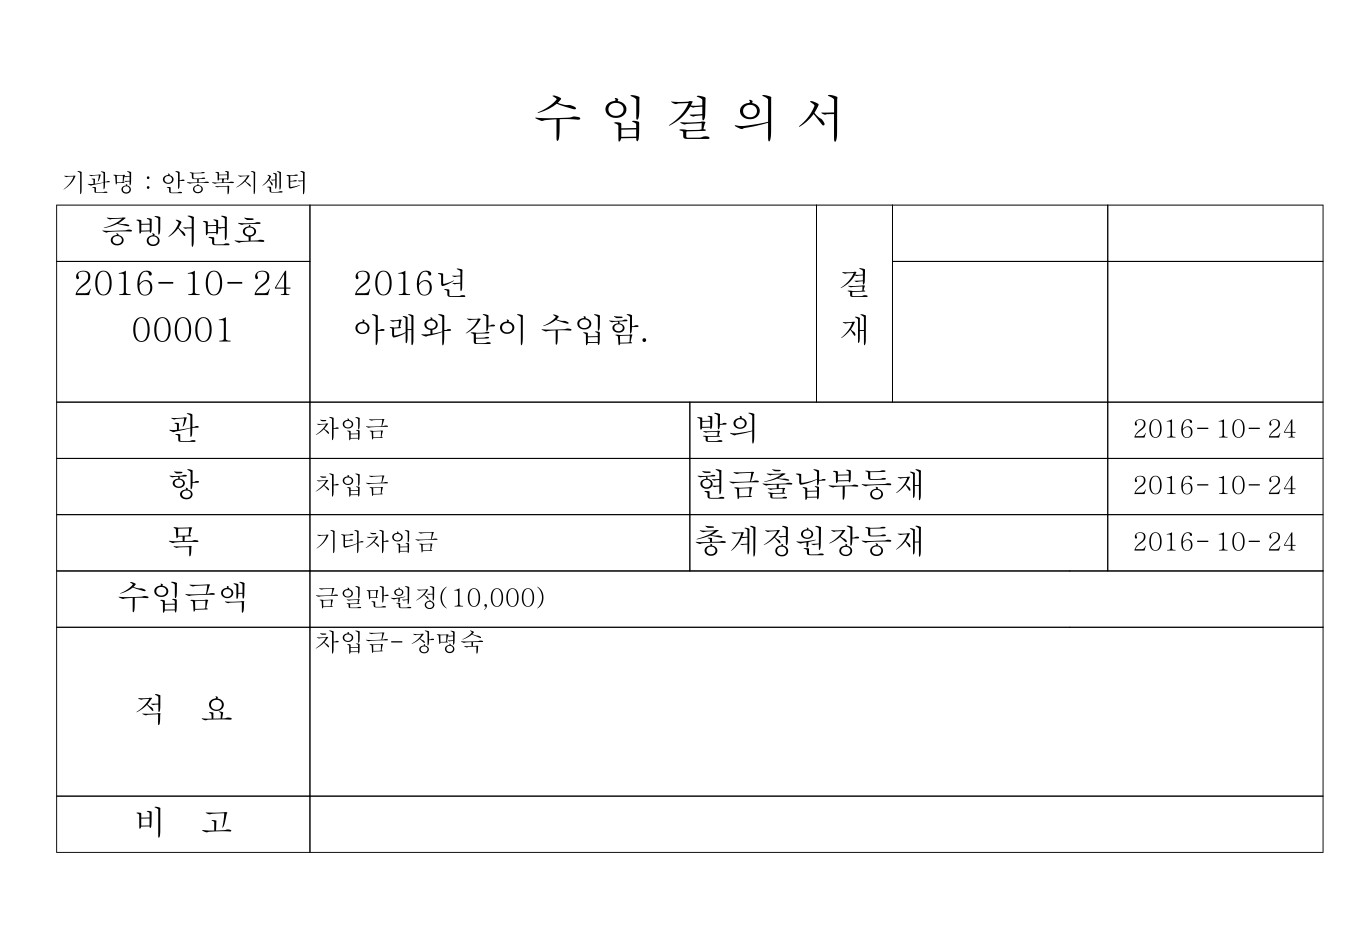 수 입 결 의 서
기관명 : 안동복지센터
증빙서번호
2016-10-24
00001
2016년
아래와 같이 수입함.
결
재
관 차입금 발의 2016-10-24
항 차입금 현금출납부등재 2016-10-24
목 기타차입금 총계정원장등재 2016-10-24
수입금액 금일만원정(10,000)
적 요 차입금-장명숙
비 고